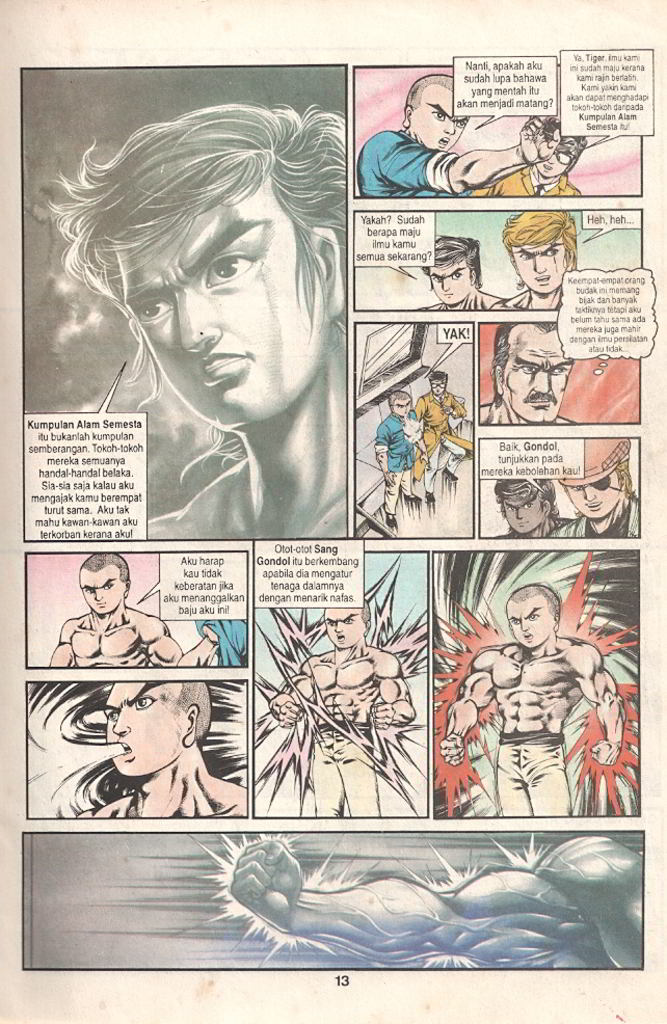 Kumpulan Alam Semesta
itu bukanlah kumpulan
semberangan. Tokoh-tokoh
mereka semuanya
handal-handal belaka.
Sia-sia saja kalau aku
mengajak kamu berempat
turut sama. Aku tak
mahu kawan-kawan aku
terkorban kerana aku!
Nanti, apakah aku
sudah lupa bahawa
yang mentah itu
akan menjadi matang?
Ya, Tiger, ilmu kami
ini sudah maju kerana
kami rajin berlatih.
Kami yakin kami
akan dapat menghadapi
tokoh-tokoh daripada
Kumpulan Alam
Semesta itu!
Yakah? Sudah
berapa maju
ilmu kamu
semua sekarang?
Heh, heh...
Keempat-empat orang
budak ini memang
bijak dan banyak
taktiknya tetapi aku
belum tahu sama ada
mereka juga mahir
dengan ilmu persilatan
atau tidak...
YAK!
Baik, Gondol,
tunjukkan pada
mereka kebolehan kau!
Aku harap
kau tidak
keberatan jika
aku menanggalkan
baju aku ini!
Otot-otot Sang
Gondol itu berkembang
apabila dia mengatur
tenaga dalamnya
dengan menarik nafas.
13